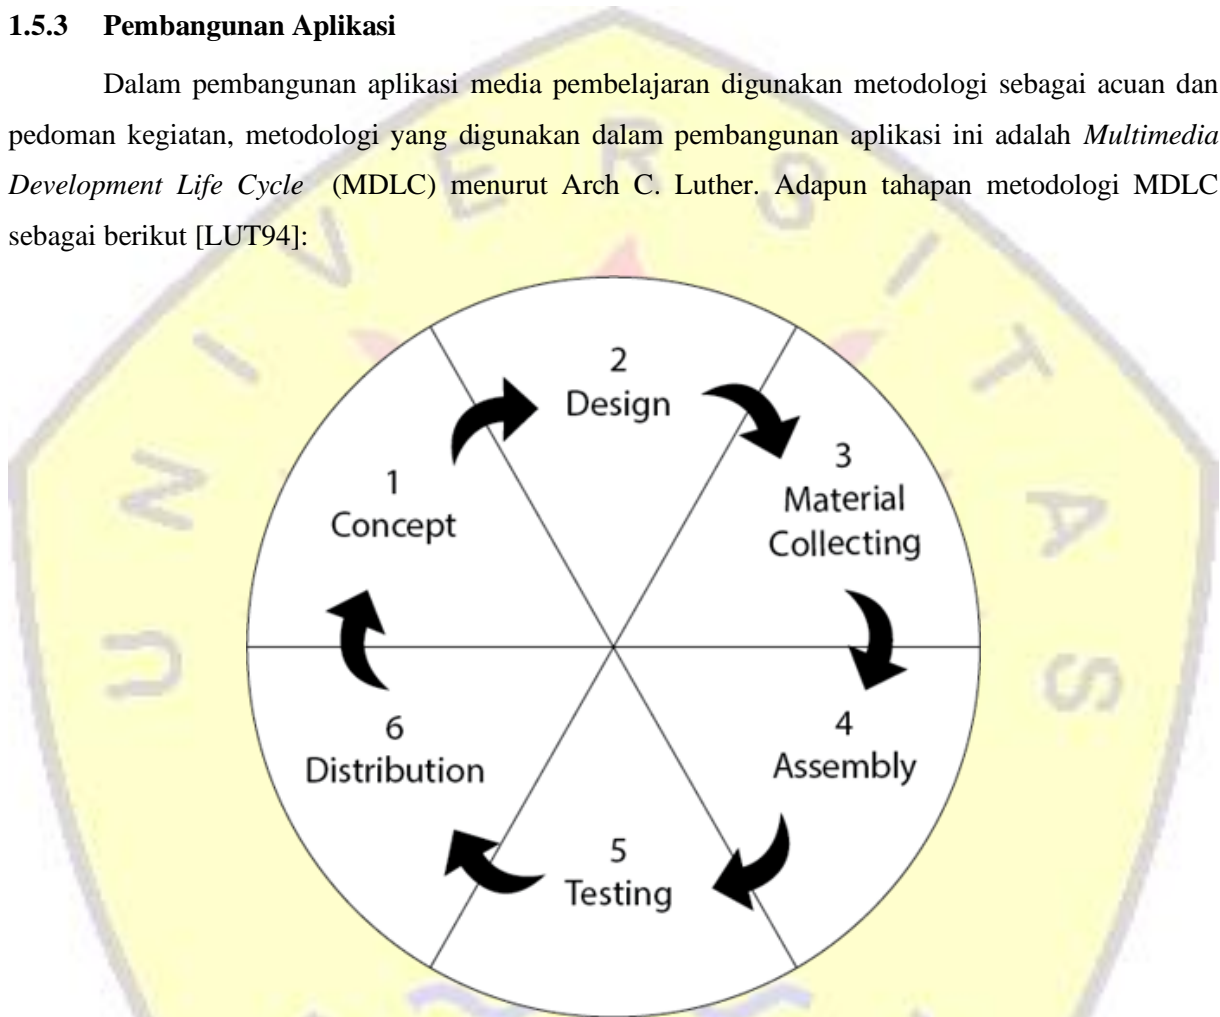 1.5.3 Pembangunan Aplikasi
Dalam pembangunan aplikasi media pembelajaran digunakan metodologi sebagai acuan dan
pedoman kegiatan, metodologi yang digunakan dalam pembangunan aplikasi ini adalah Multimedia
Development Life Cycle (MDLC) menurut Arch C. Luther. Adapun tahapan metodologi MDLC
sebagai berikut [LUT94]:
UNIVERSITAS
1
Concept
2
Design
3
Material
Collecting
4
Assembly
5
Testing
6
Distribution